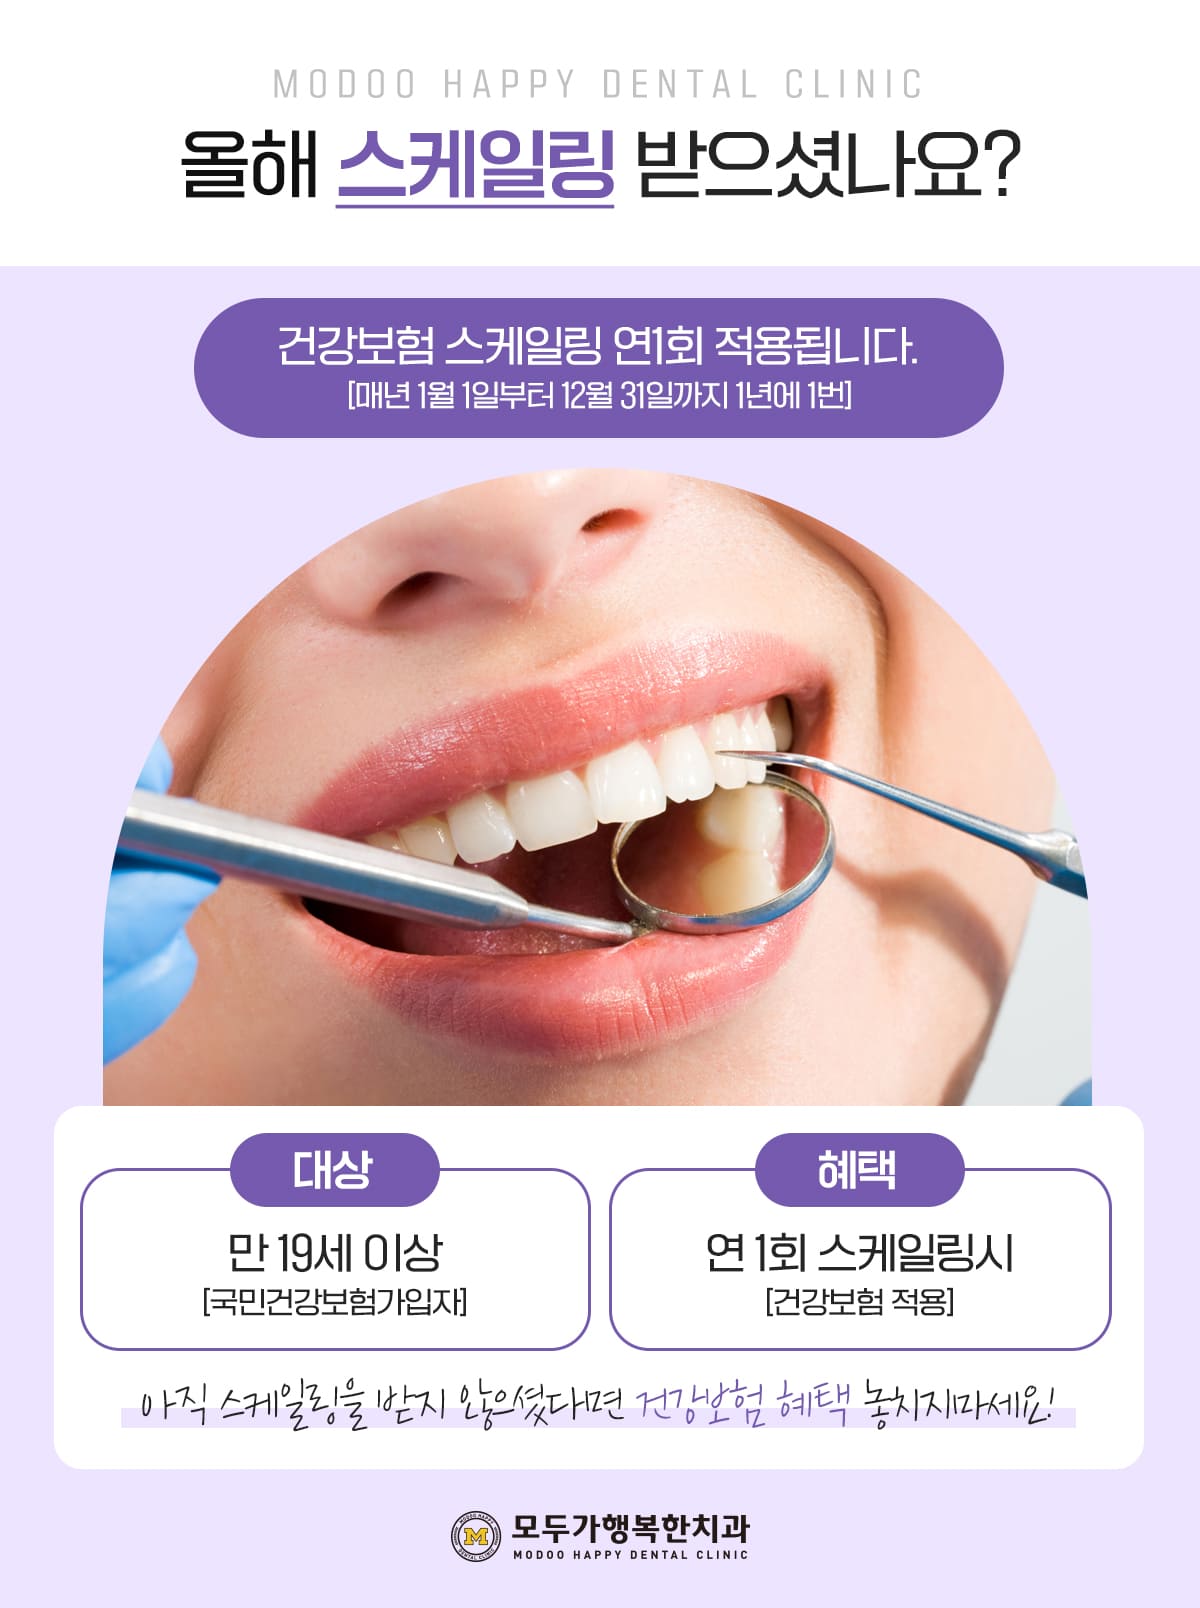 MODOO HAPPY DENTAL CLINIC
올해 스케일링 받으셨나요?
건강보험 스케일링 연1회 적용됩니다.
[매년 1월 1일부터 12월 31일까지 1년에 1번]
대상
만 19세 이상
[국민건강보험가입자]
혜택
연 1회 스케일링시
[건강보험 적용]
아직 스케일링을 받지 않으셨다면 건강보험 혜택 놓치지마세요!
MODOO HAPPY
M
DENTAL CLINIC
모두가행복한치과
MODOO HAPPY DENTAL CLINIC